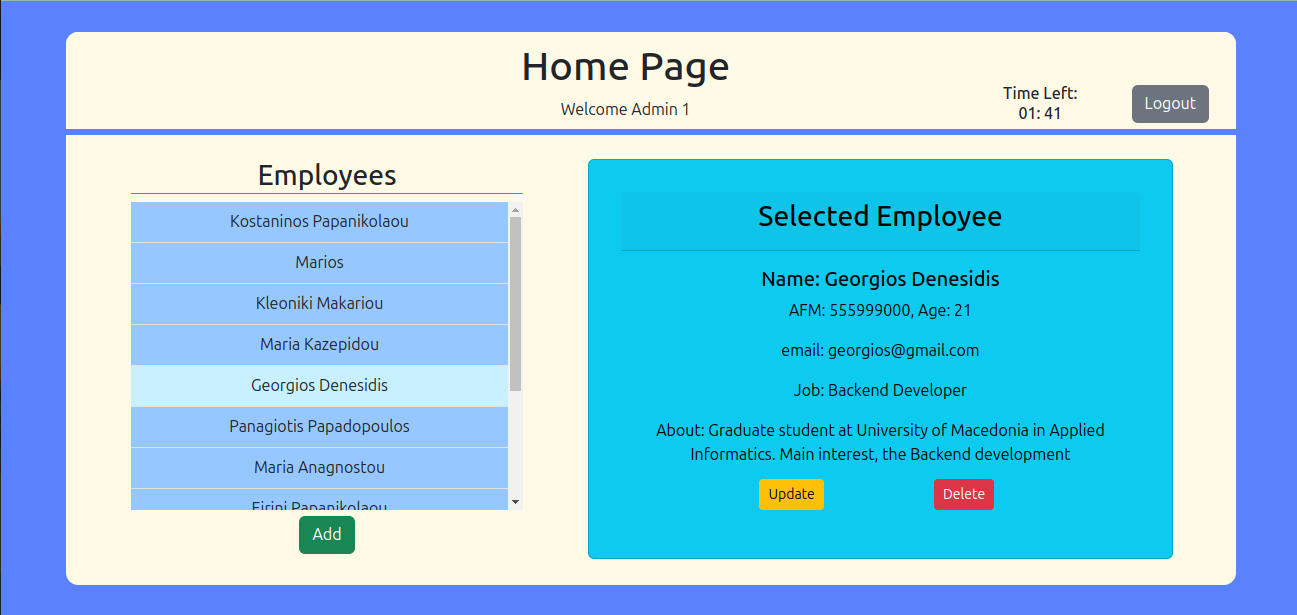 Home Page
Welcome Admin 1
Time Left:
01: 41
Logout
Employees
Kostaninos Papanikolaou
Marios
Kleoniki Makariou
Maria Kazepidou
Georgios Denesidis
Panagiotis Papadopoulos
Maria Anagnostou
Eirini Papanikolaou
Add
Selected Employee
Name: Georgios Denesidis
AFM: 555999000, Age: 21
email: georgios@gmail.com
Job: Backend Developer
About: Graduate student at University of Macedonia in Applied
Informatics. Main interest, the Backend development
Update
Delete